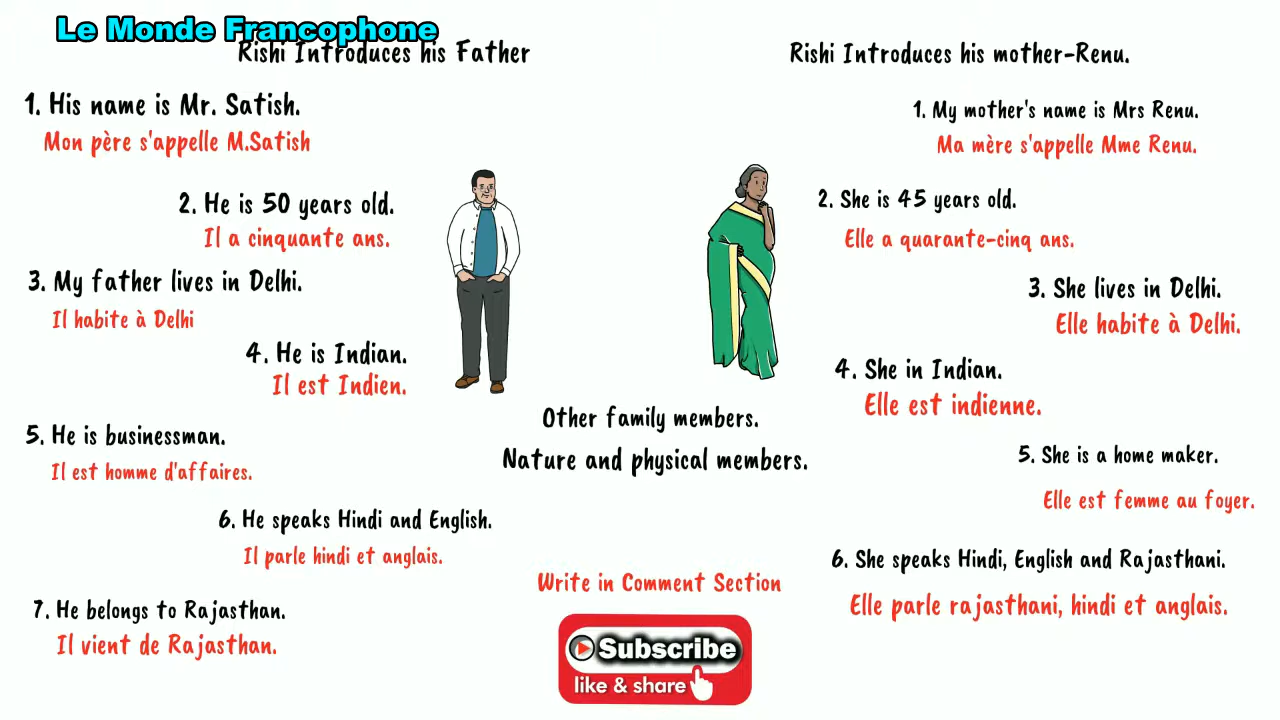 Le Monde Francophone
Rishi Introduces his Father
1. His name is Mr. Satish.
Mon père s'appelle M.Satish
2. He is 50 years old.
Il a cinquante ans.
3. My father lives in Delhi.
Il habite à Delhi
4. He is Indian.
Il est Indien.
5. He is businessman.
Il est homme d'affaires.
6. He speaks Hindi and English.
Il parle hindi et anglais.
7. He belongs to Rajasthan.
Il vient de Rajasthan.
Rishi Introduces his mother-Renu.
1. My mother's name is Mrs Renu.
Ma mère s'appelle Mme Renu.
2. She is 45 years old.
Elle a quarante-cinq ans.
3. She lives in Delhi.
Elle habite à Delhi.
4. She in Indian.
Elle est indienne.
5. She is a home maker.
Elle est femme au foyer.
6. She speaks Hindi, English and Rajasthani.
Elle parle rajasthani, hindi et anglais.
Other family members.
Nature and physical members.
Write in Comment Section
Subscribe
like & share